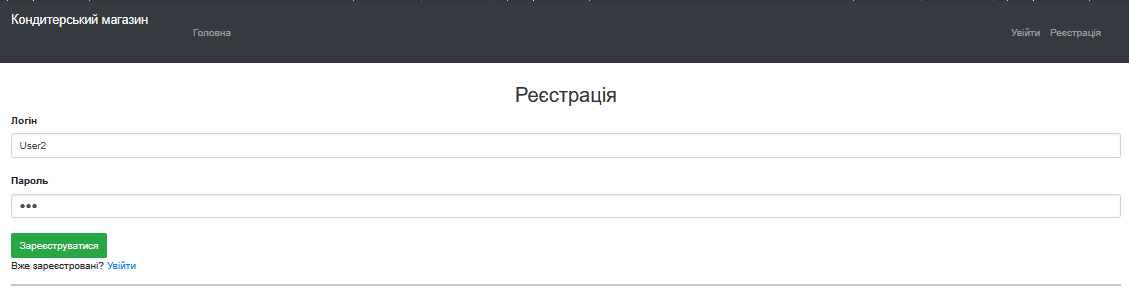 Кондитерський магазин
Головна
Увійти Реєстрація
Реєстрація
Логін
User2
Пароль
●●●
Зареєструватися
Вже зареєстровані? Увійти